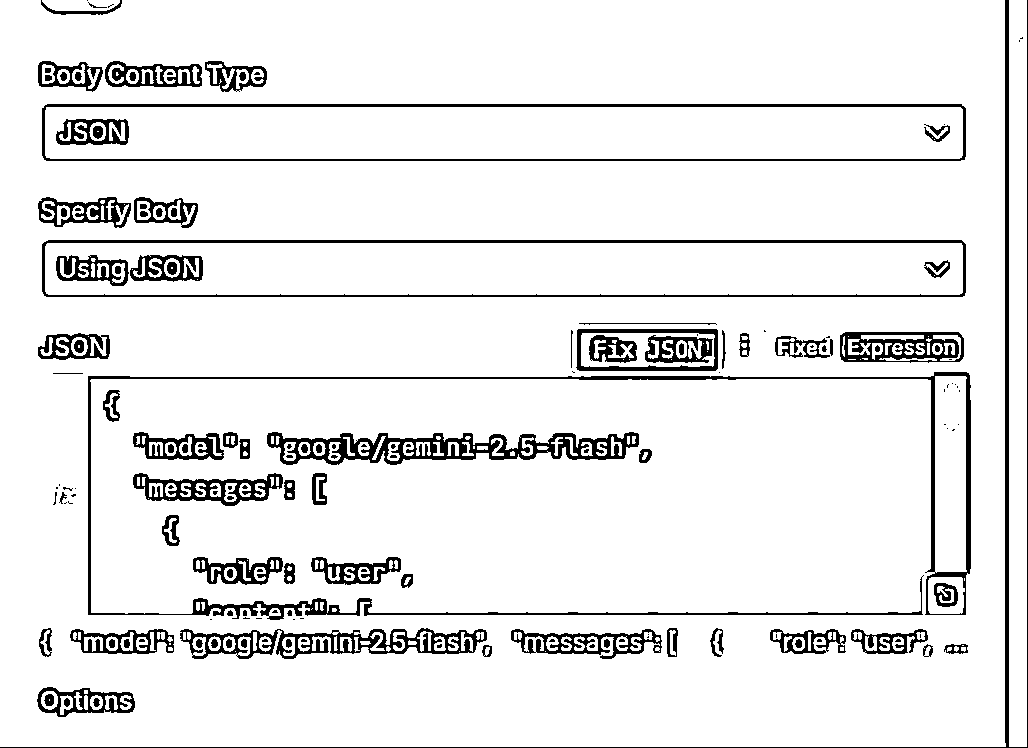 Body Content Type
JSON
Specify Body
Using JSON
JSON Fix JSON Fixed Expression
{
"model": "google/gemini-2.5-flash",
"messages": [
{
"role": "user",
"content": [
{ "model": "google/gemini-2.5-flash", "messages": [ { "role": "user", ...
Options